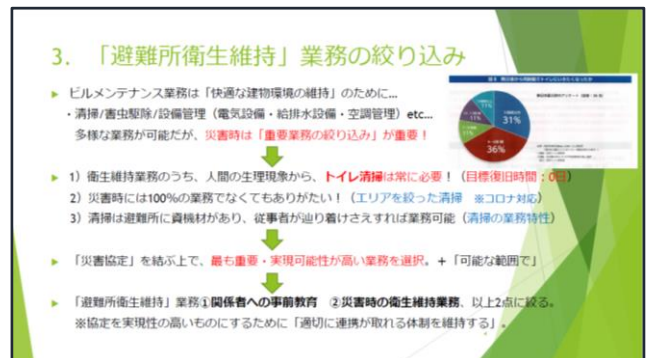 3. 「避難所衛生維持」業務の絞り込み
ビルメンテナンス業務は「快適な建物環境の維持」のために…
・清掃/害虫駆除/設備管理（電気設備・給排水設備・空調管理）etc…
多様な業務が可能だが、災害時は「重要業務の絞り込み」が重要！
31%
36%
11%
11%
1）衛生維持業務のうち、人間の生理現象から、トイレ清掃は常に必要！（目標復旧時間：0日）
2）災害時には100％の業務でなくてもありがたい！（エリアを絞った清掃 ※コロナ対応）
3）清掃は避難所に資機材があり、従事者が辿り着けさえすれば業務可能（清掃の業務特性）
「災害協定」を結ぶ上で、最も重要・実現可能性が高い業務を選択。＋「可能な範囲で」
「避難所衛生維持」業務①関係者への事前教育 ②災害時の衛生維持業務、以上2点に絞る。
※協定を実現性の高いものにするために「適切に連携が取れる体制を維持する」。